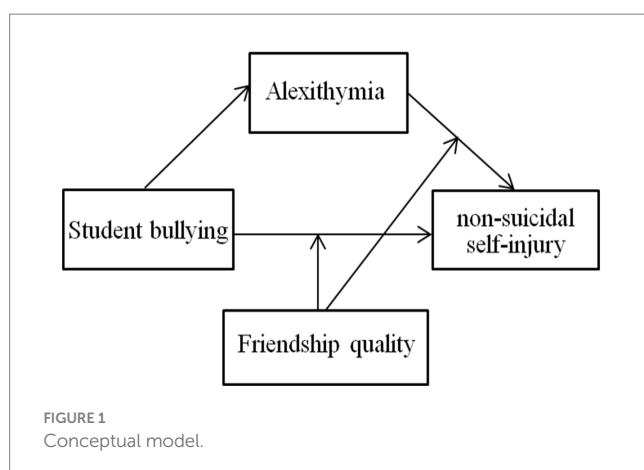 Alexithymia
Student bullying
non-suicidal
self-injury
Friendship quality
FIGURE 1
Conceptual model.